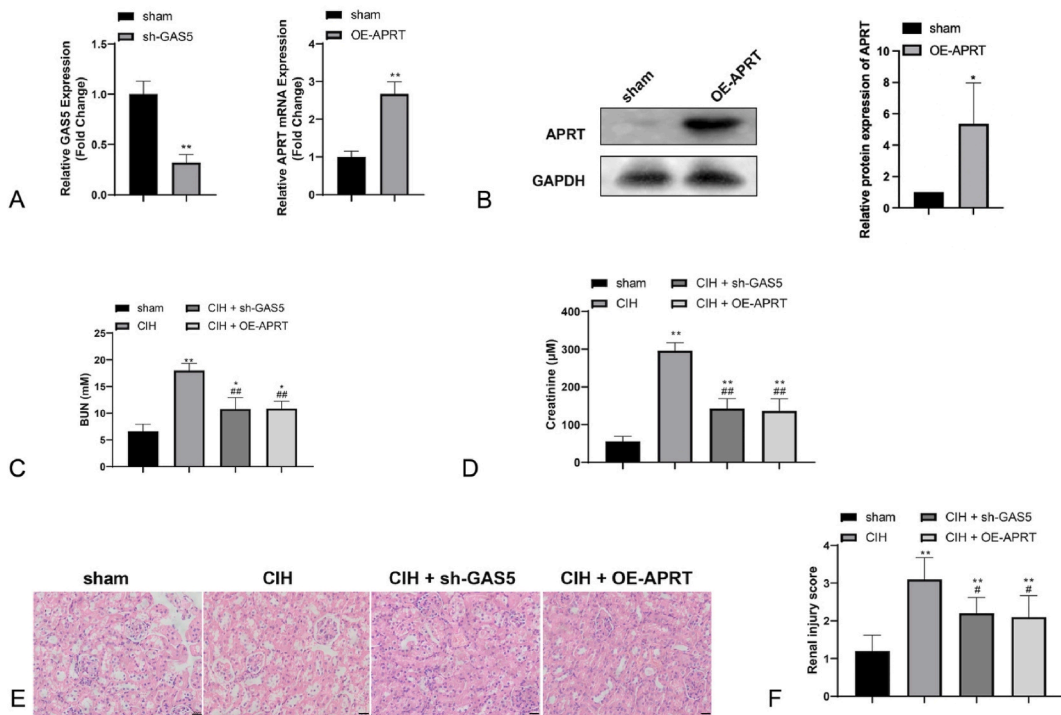 A
sham
sh-GAS5
Relative GAS5 Expression
(Fold Change)
1.5
1.0
0.5
0.0
**
sham
OE-APRT
Relative APRT mRNA Expression
(Fold Change)
4
3
2
1
0
**
B
sham
OE-APRT
APRT
GAPDH
sham
OE-APRT
Relative protein expression of APRT
10
8
6
4
2
0
*
C
sham
CIH
CIH + sh-GAS5
CIH + OE-APRT
BUN (mM)
25
20
15
10
5
0
**
*
##
*
##
D
sham
CIH
CIH + sh-GAS5
CIH + OE-APRT
Creatinine (μM)
400
300
200
100
0
**
**
##
**
##
E
sham
CIH
CIH + sh-GAS5
CIH + OE-APRT
F
sham
CIH
CIH + sh-GAS5
CIH + OE-APRT
Renal injury score
4
3
2
1
0
**
**
#
**
#